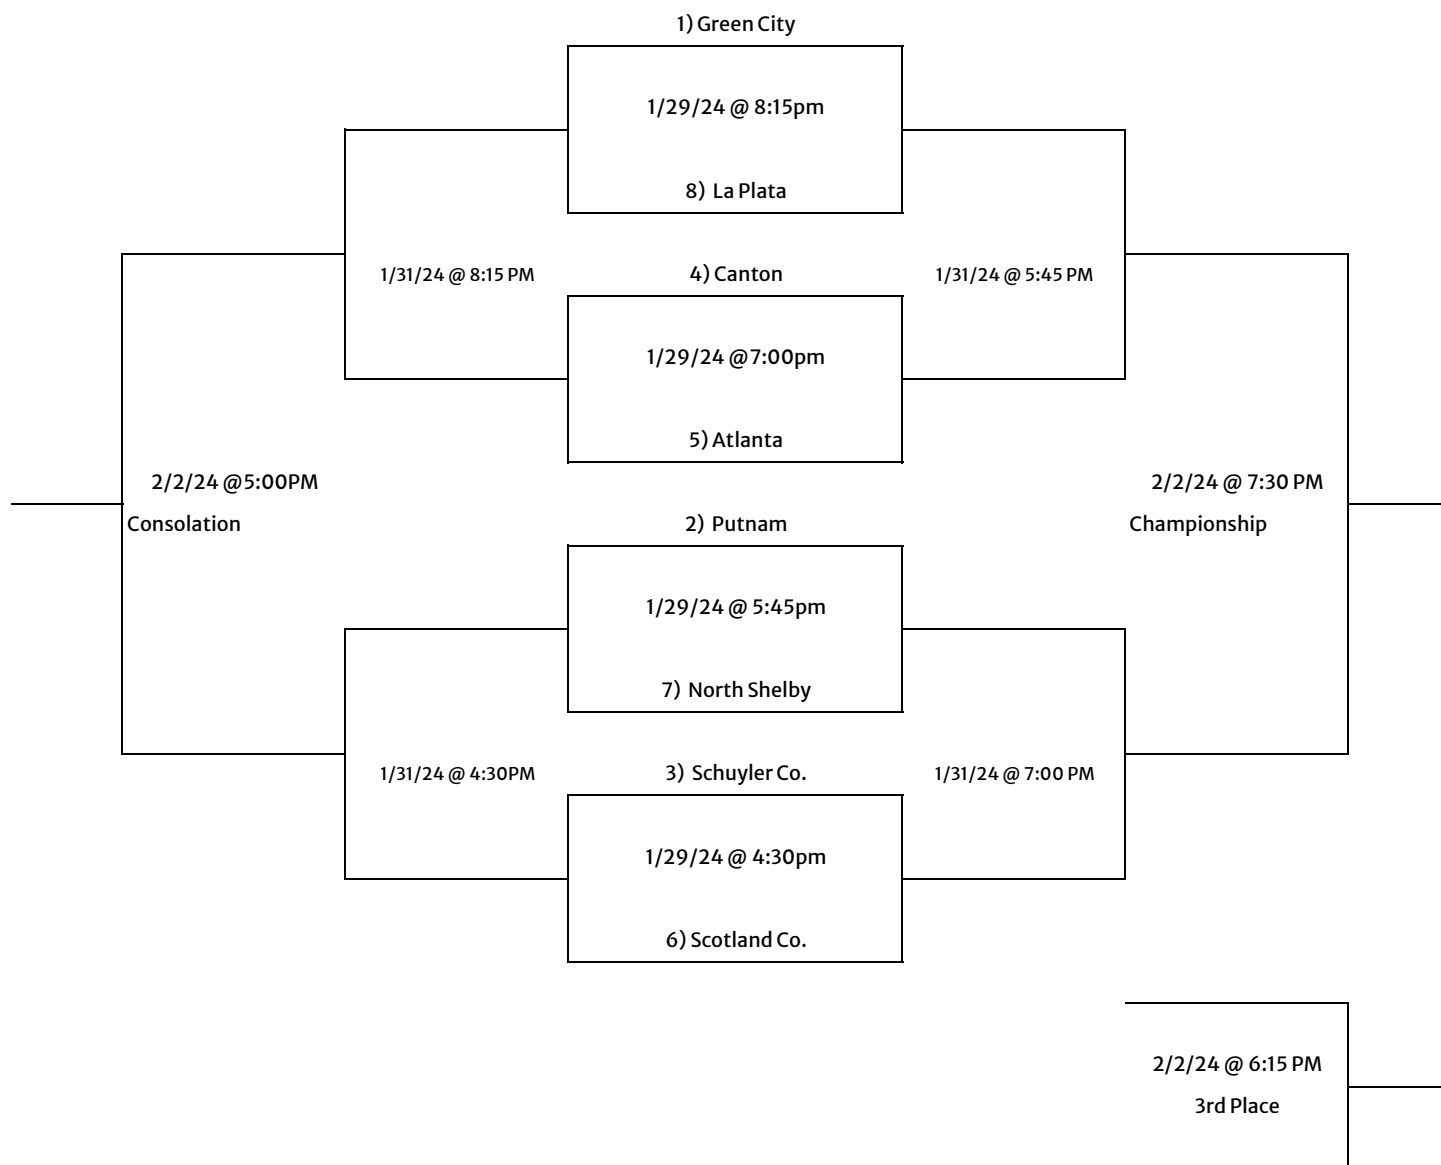 1) Green City
1/29/24 @ 8:15pm
8) La Plata
1/31/24 @ 8:15 PM
4) Canton
1/31/24 @ 5:45 PM
1/29/24 @7:00pm
5) Atlanta
2/2/24 @5:00PM
Consolation
2/2/24 @ 7:30 PM
Championship
2) Putnam
1/29/24 @ 5:45pm
7) North Shelby
1/31/24 @ 4:30PM
3) Schuyler Co.
1/31/24 @ 7:00 PM
1/29/24 @ 4:30pm
6) Scotland Co.
2/2/24 @ 6:15 PM
3rd Place